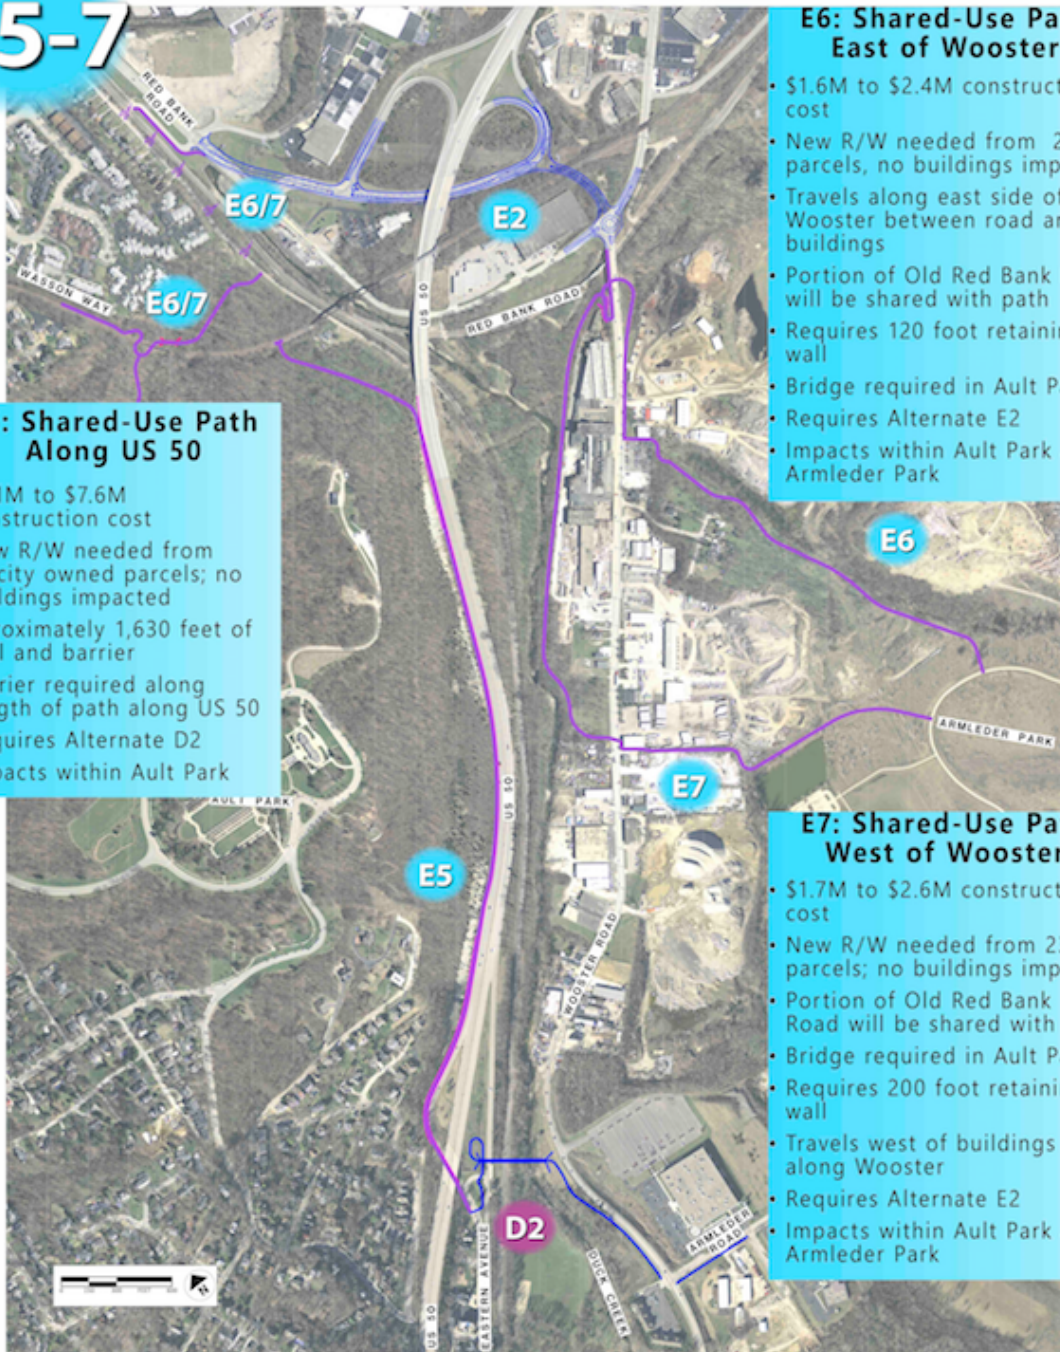 5-7
RED BANK
ROAD
E6/7
E2
WASSON WAY
E6/7
US 50
RED BANK ROAD
E6: Shared-Use Pa
East of Wooster
• $1.6M to $2.4M construct
cost
• New R/W needed from 2
parcels, no buildings imp
• Travels along east side o
Wooster between road a
buildings
• Portion of Old Red Bank
will be shared with path
• Requires 120 foot retaini
wall
• Bridge required in Ault P
• Requires Alternate E2
• Impacts within Ault Park
Armleder Park
: Shared-Use Path
Along US 50
1M to $7.6M
nstruction cost
w R/W needed from
city owned parcels; no
ldings impacted
oximately 1,630 feet of
l and barrier
rier required along
gth of path along US 50
quires Alternate D2
pacts within Ault Park
E6
ARMLEDER PARK
E7
US 50
AULT PARK
E5
WOOSTER ROAD
E7: Shared-Use Pa
West of Wooster
• $1.7M to $2.6M construct
cost
• New R/W needed from 2
parcels; no buildings imp
• Portion of Old Red Bank
Road will be shared with
• Bridge required in Ault P
• Requires 200 foot retaini
wall
• Travels west of buildings
along Wooster
• Requires Alternate E2
• Impacts within Ault Park
Armleder Park
D2
ARMLEDER
ROAD
DUCK CREEK
EASTERN AVENUE
US 50
N